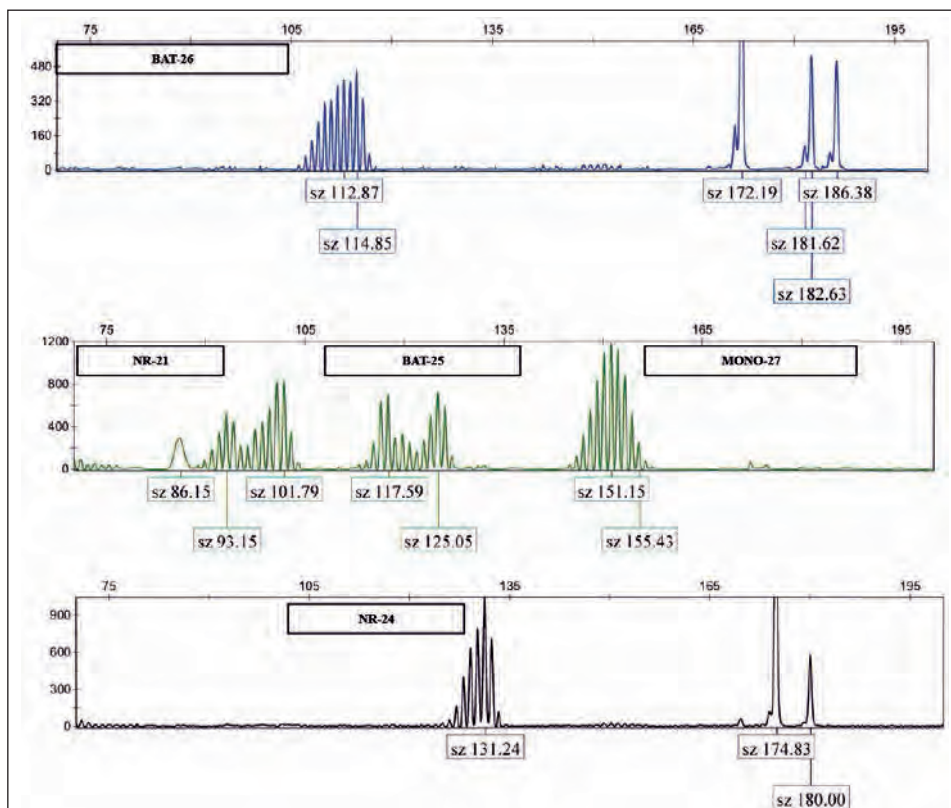 75 105 135 165 195
BAT-26
480
320
160
0
sz 112.87 sz 172.19 sz 186.38
sz 114.85 sz 181.62
sz 182.63
75 105 135 165 195
1200
NR-21 BAT-25 MONO-27
800
400
0
sz 86.15 sz 101.79 sz 117.59 sz 151.15
sz 93.15 sz 125.05 sz 155.43
75 105 135 165 195
900
NR-24
600
300
0
sz 131.24 sz 174.83
sz 180.00